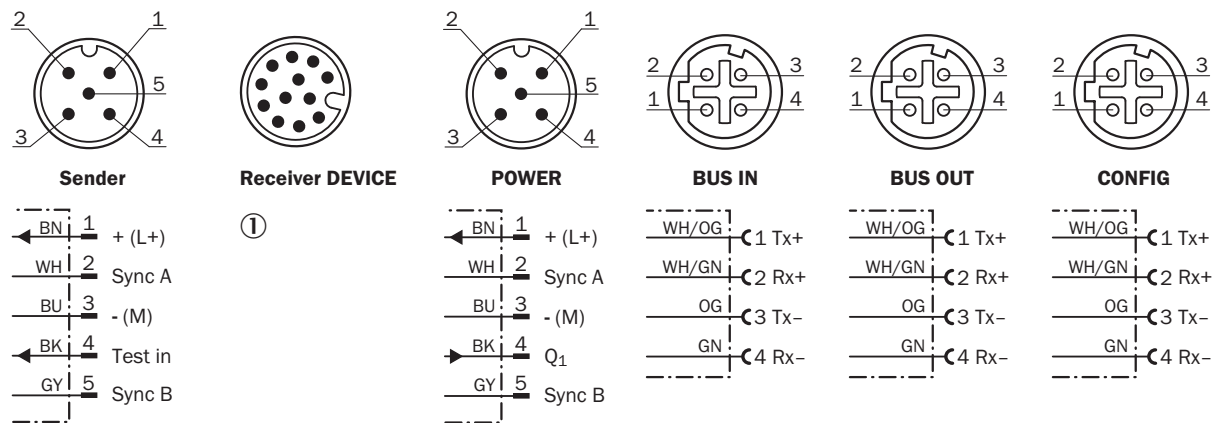 2 1
5
3 4
Sender
BN 1 + (L+)
WH 2 Sync A
BU 3 - (M)
BK 4 Test in
GY 5 Sync B
Receiver DEVICE
①
2 1
5
3 4
POWER
BN 1 + (L+)
WH 2 Sync A
BU 3 - (M)
BK 4 Q₁
GY 5 Sync B
2 3
1 4
BUS IN
WH/OG 1 Tx+
WH/GN 2 Rx+
OG 3 Tx–
GN 4 Rx–
2 3
1 4
BUS OUT
WH/OG 1 Tx+
WH/GN 2 Rx+
OG 3 Tx–
GN 4 Rx–
2 3
1 4
CONFIG
WH/OG 1 Tx+
WH/GN 2 Rx+
OG 3 Tx–
GN 4 Rx–